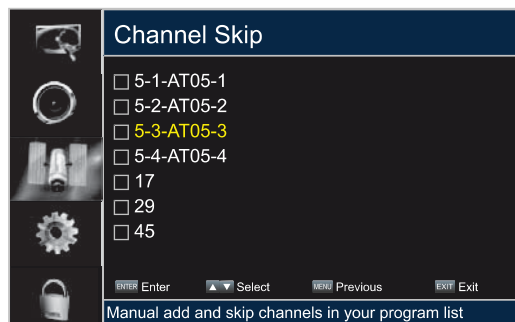 Channel Skip
5-1-AT05-1
5-2-AT05-2
5-3-AT05-3
5-4-AT05-4
17
29
45
ENTER Enter ▲ ▼ Select MENU Previous EXIT Exit
Manual add and skip channels in your program list